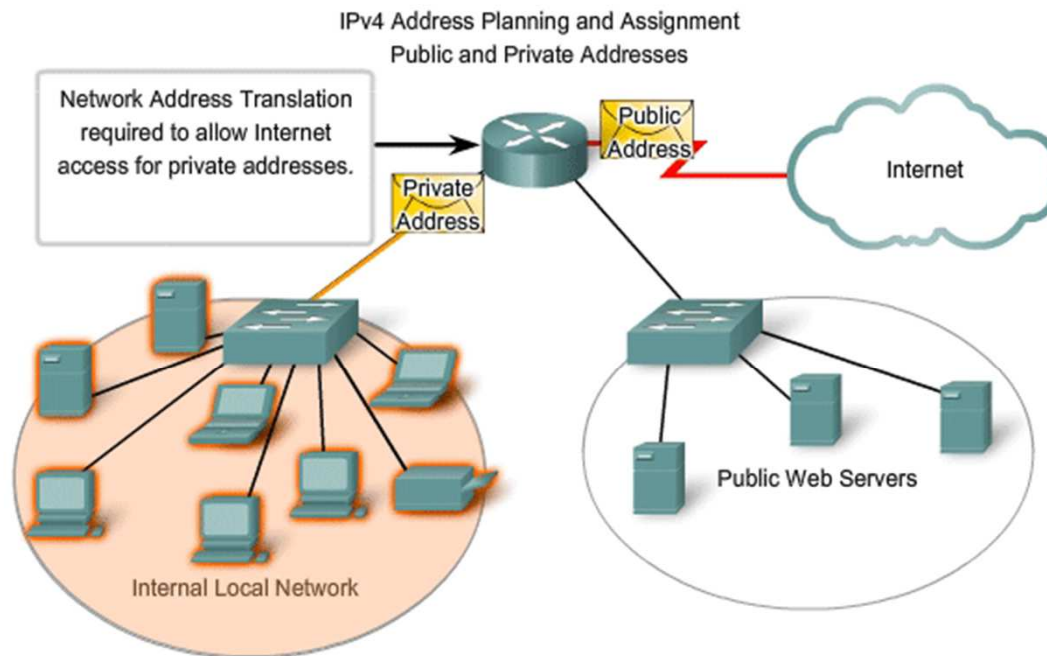 IPv4 Address Planning and Assignment
Public and Private Addresses
Network Address Translation
required to allow Internet
access for private addresses.
Public
Address
Internet
Private
Address
Public Web Servers
Internal Local Network